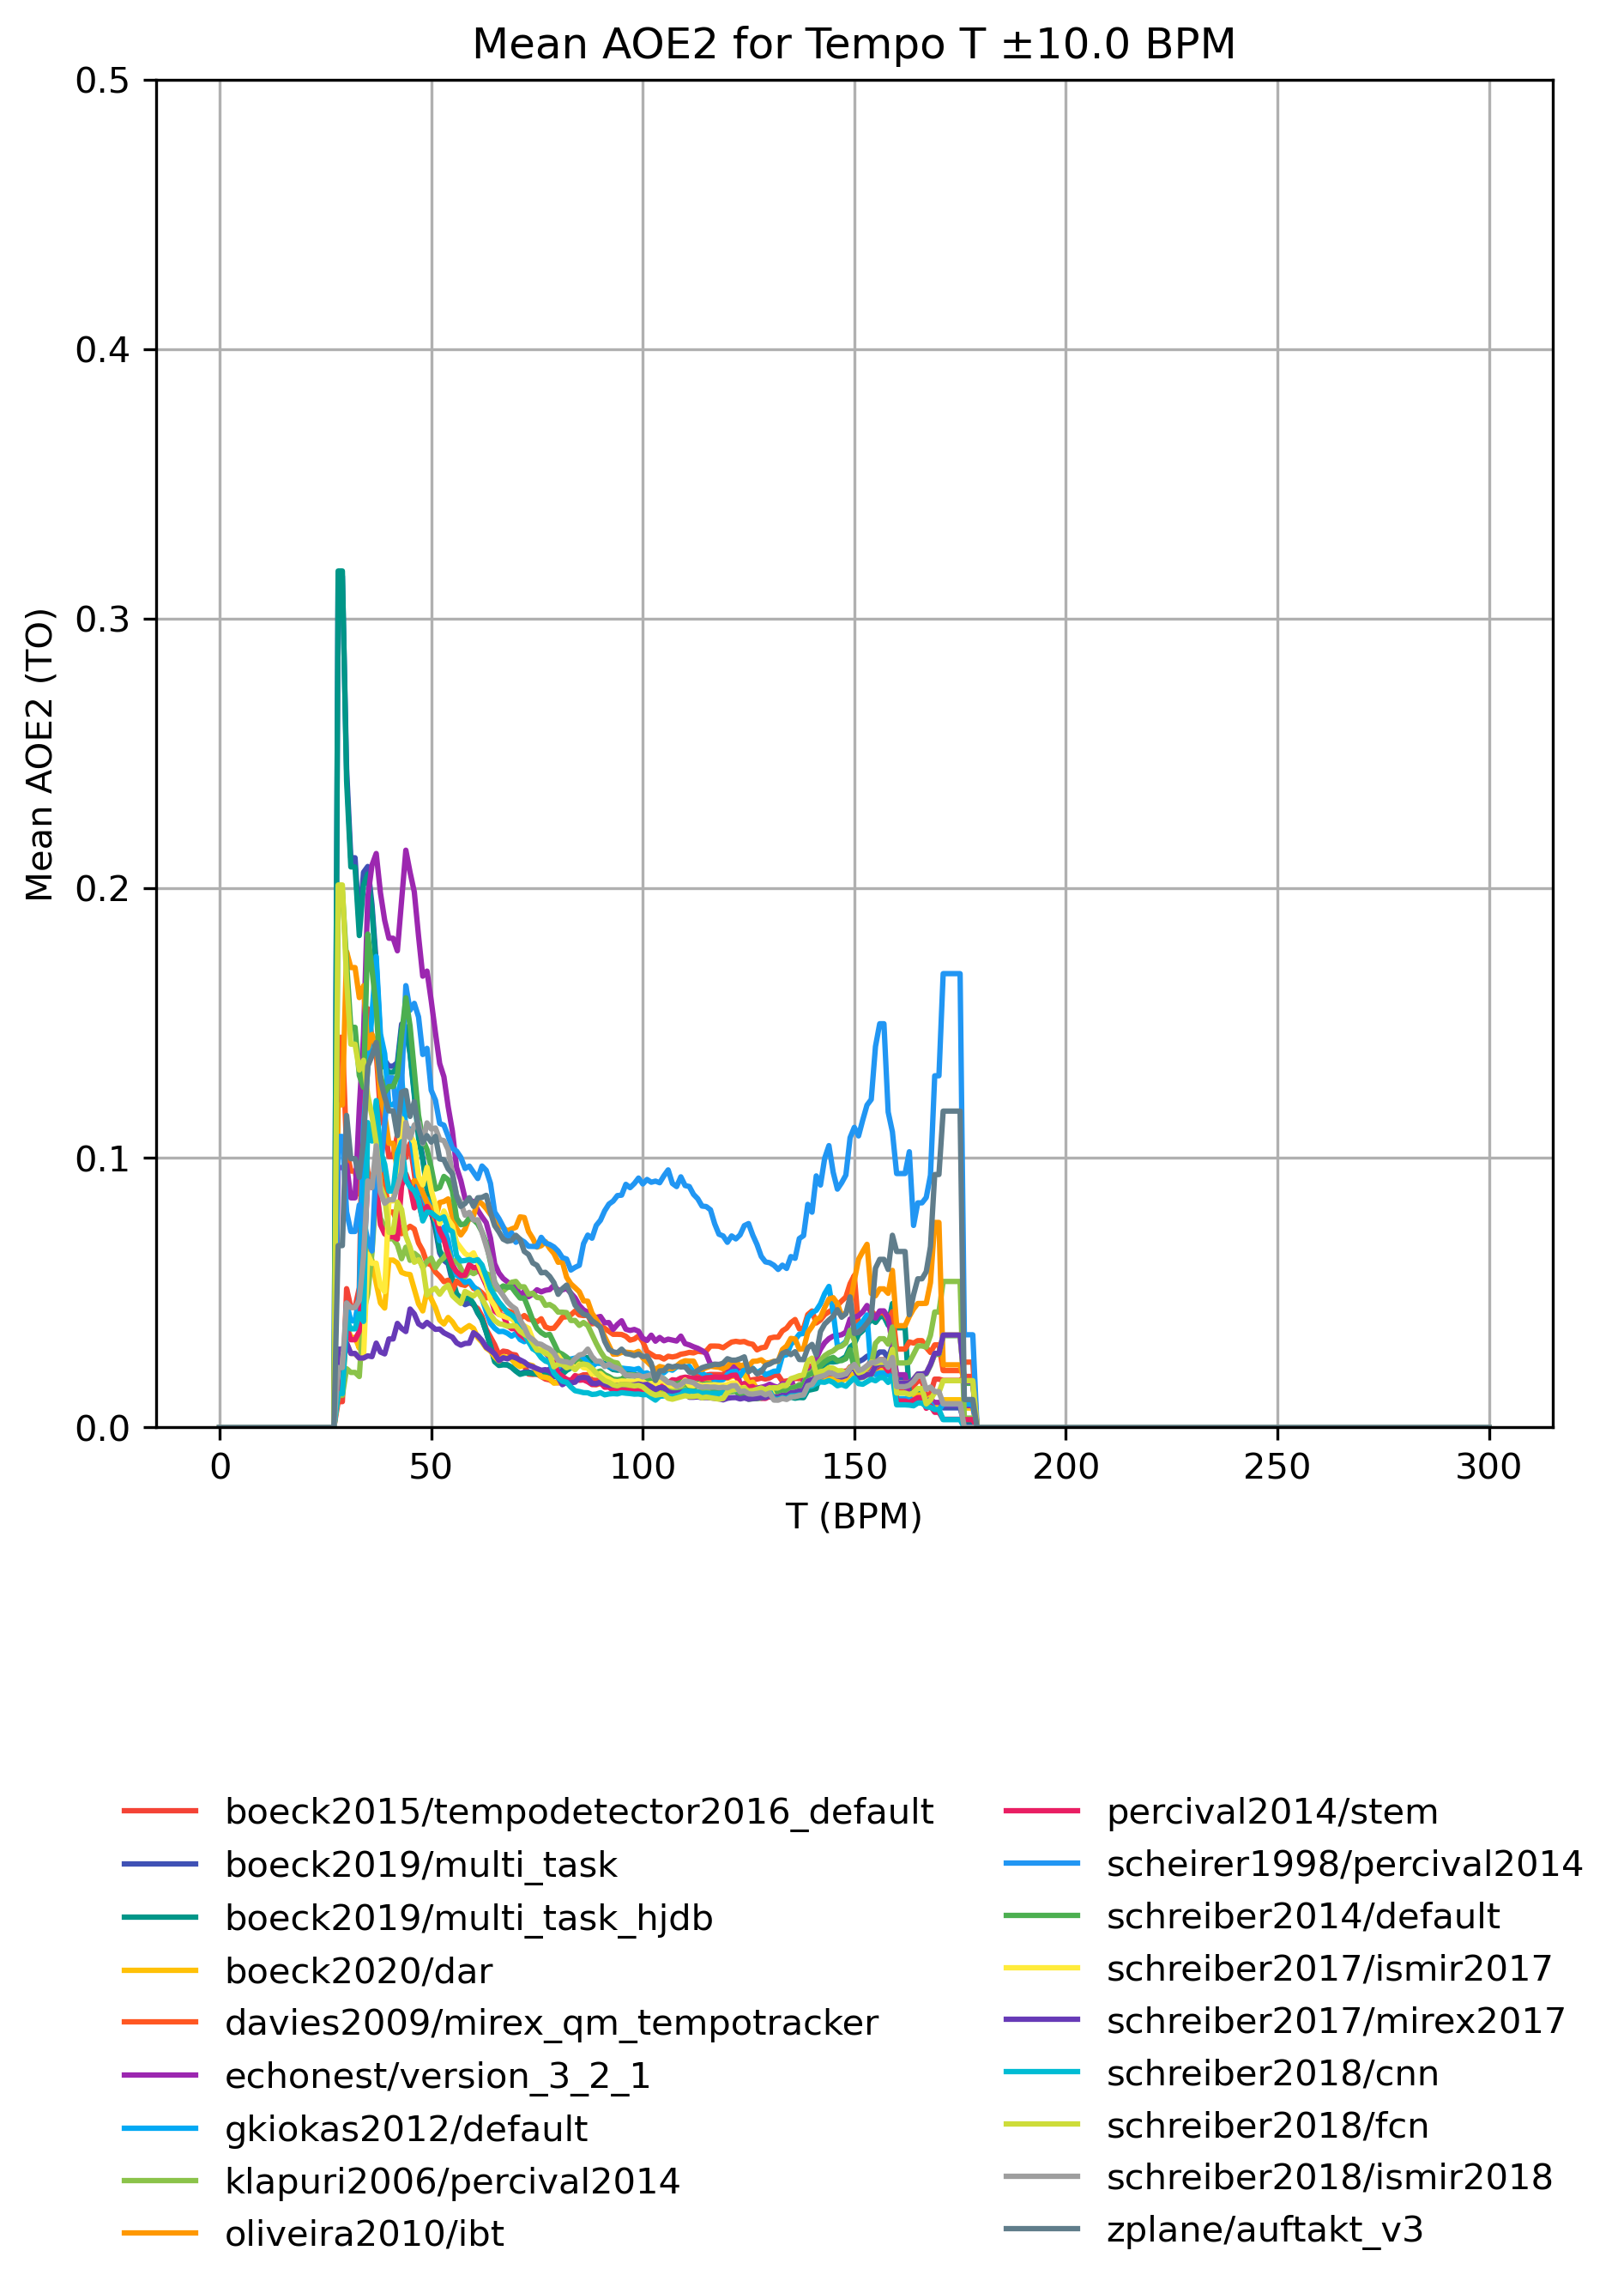 Mean AOE2 for Tempo T ±10.0 BPM
0.5
0.4
0.3
0.2
0.1
0.0
Mean AOE2 (TO)
0 50 100 150 200 250 300
T (BPM)
boeck2015/tempodetector2016_default
boeck2019/multi_task
boeck2019/multi_task_hjdb
boeck2020/dar
davies2009/mirex_qm_tempotracker
echonest/version_3_2_1
gkiokas2012/default
klapuri2006/percival2014
oliveira2010/ibt
percival2014/stem
scheirer1998/percival2014
schreiber2014/default
schreiber2017/ismir2017
schreiber2017/mirex2017
schreiber2018/cnn
schreiber2018/fcn
schreiber2018/ismir2018
zplane/auftakt_v3